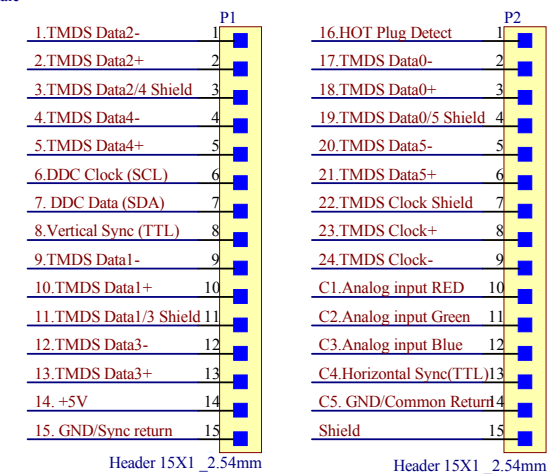 P1
1.TMDS Data2- 1
2.TMDS Data2+ 2
3.TMDS Data2/4 Shield 3
4.TMDS Data4- 4
5.TMDS Data4+ 5
6.DDC Clock (SCL) 6
7. DDC Data (SDA) 7
8.Vertical Sync (TTL) 8
9.TMDS Data1- 9
10.TMDS Data1+ 10
11.TMDS Data1/3 Shield 11
12.TMDS Data3- 12
13.TMDS Data3+ 13
14. +5V 14
15. GND/Sync return 15
Header 15X1 _2.54mm
P2
16.HOT Plug Detect 1
17.TMDS Data0- 2
18.TMDS Data0+ 3
19.TMDS Data0/5 Shield 4
20.TMDS Data5- 5
21.TMDS Data5+ 6
22.TMDS Clock Shield 7
23.TMDS Clock+ 8
24.TMDS Clock- 9
C1.Analog input RED 10
C2.Analog input Green 11
C3.Analog input Blue 12
C4.Horizontal Sync(TTL) 13
C5. GND/Common Return 14
Shield 15
Header 15X1 _2.54mm